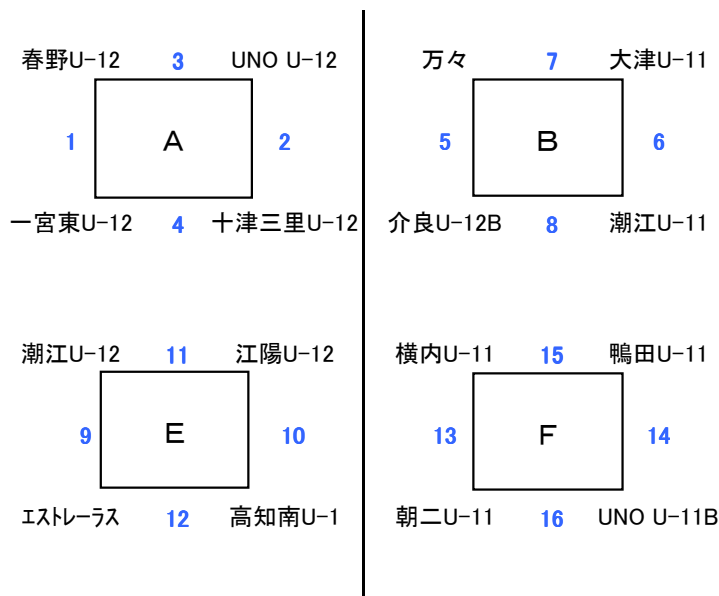 春野U-12 3 UNO U-12
1 A 2
一宮東U-12 4 十津三里U-12
万々 7 大津U-11
5 B 6
介良U-12B 8 潮江U-11
潮江U-12 11 江陽U-12
9 E 10
エストレーラス 12 高知南U-1
横内U-11 15 鴨田U-11
13 F 14
朝二U-11 16 UNO U-11B